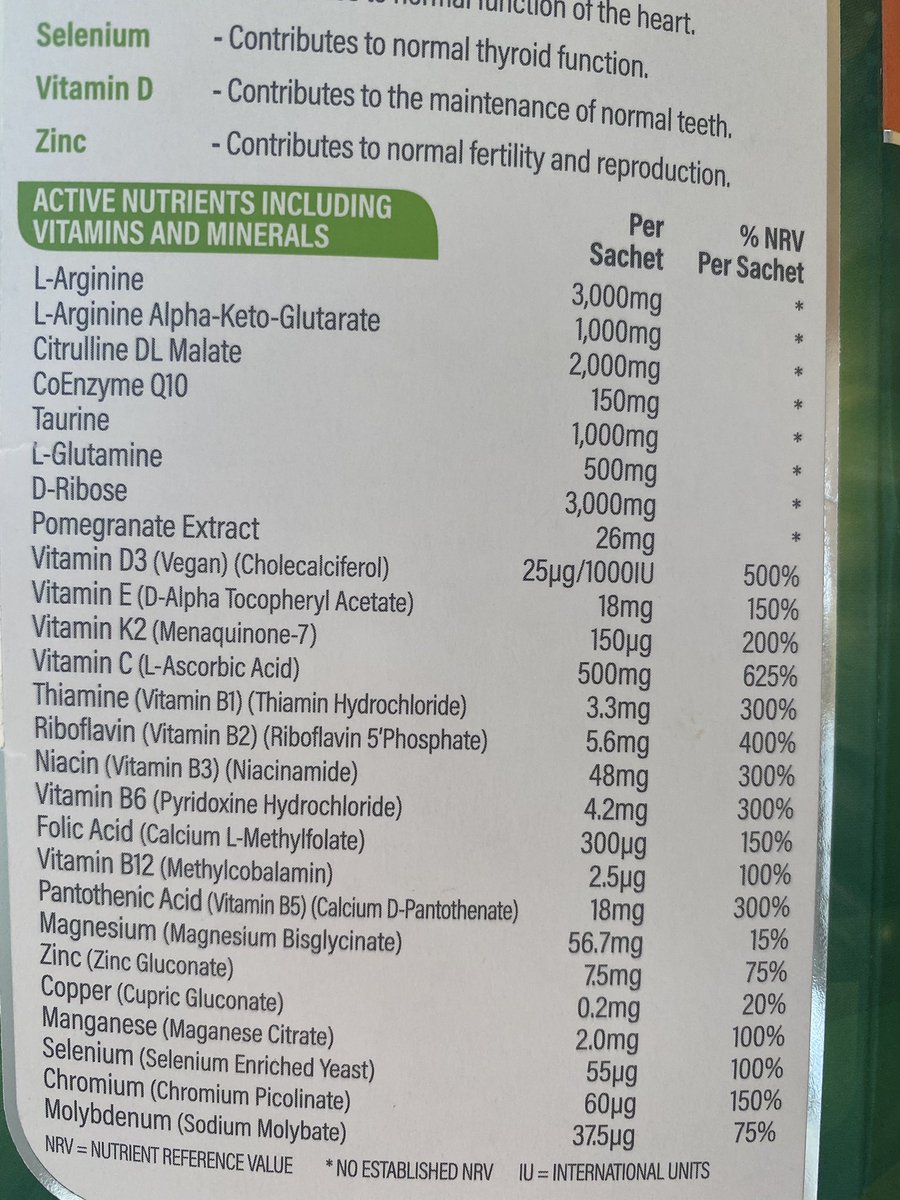 normal function of the heart.
Selenium - Contributes to normal thyroid function.
Vitamin D - Contributes to the maintenance of normal teeth.
Zinc - Contributes to normal fertility and reproduction.
ACTIVE NUTRIENTS INCLUDING
VITAMINS AND MINERALS
Per Sachet % NRV Per Sachet
L-Arginine 3,000mg *
L-Arginine Alpha-Keto-Glutarate 1,000mg *
Citrulline DL Malate 2,000mg *
CoEnzyme Q10 150mg *
Taurine 1,000mg *
L-Glutamine 500mg *
D-Ribose 3,000mg *
Pomegranate Extract 26mg *
Vitamin D3 (Vegan) (Cholecalciferol) 25µg/1000IU 500%
Vitamin E (D-Alpha Tocopheryl Acetate) 18mg 150%
Vitamin K2 (Menaquinone-7) 150µg 200%
Vitamin C (L-Ascorbic Acid) 500mg 625%
Thiamine (Vitamin B1) (Thiamin Hydrochloride) 3.3mg 300%
Riboflavin (Vitamin B2) (Riboflavin 5'Phosphate) 5.6mg 400%
Niacin (Vitamin B3) (Niacinamide) 48mg 300%
Vitamin B6 (Pyridoxine Hydrochloride) 4.2mg 300%
Folic Acid (Calcium L-Methylfolate) 300µg 150%
Vitamin B12 (Methylcobalamin) 2.5µg 100%
Pantothenic Acid (Vitamin B5) (Calcium D-Pantothenate) 18mg 300%
Magnesium (Magnesium Bisglycinate) 56.7mg 15%
Zinc (Zinc Gluconate) 7.5mg 75%
Copper (Cupric Gluconate) 0.2mg 20%
Manganese (Maganese Citrate) 2.0mg 100%
Selenium (Selenium Enriched Yeast) 55µg 100%
Chromium (Chromium Picolinate) 60µg 150%
Molybdenum (Sodium Molybate) 37.5µg 75%
NRV = NUTRIENT REFERENCE VALUE * NO ESTABLISHED NRV IU = INTERNATIONAL UNITS